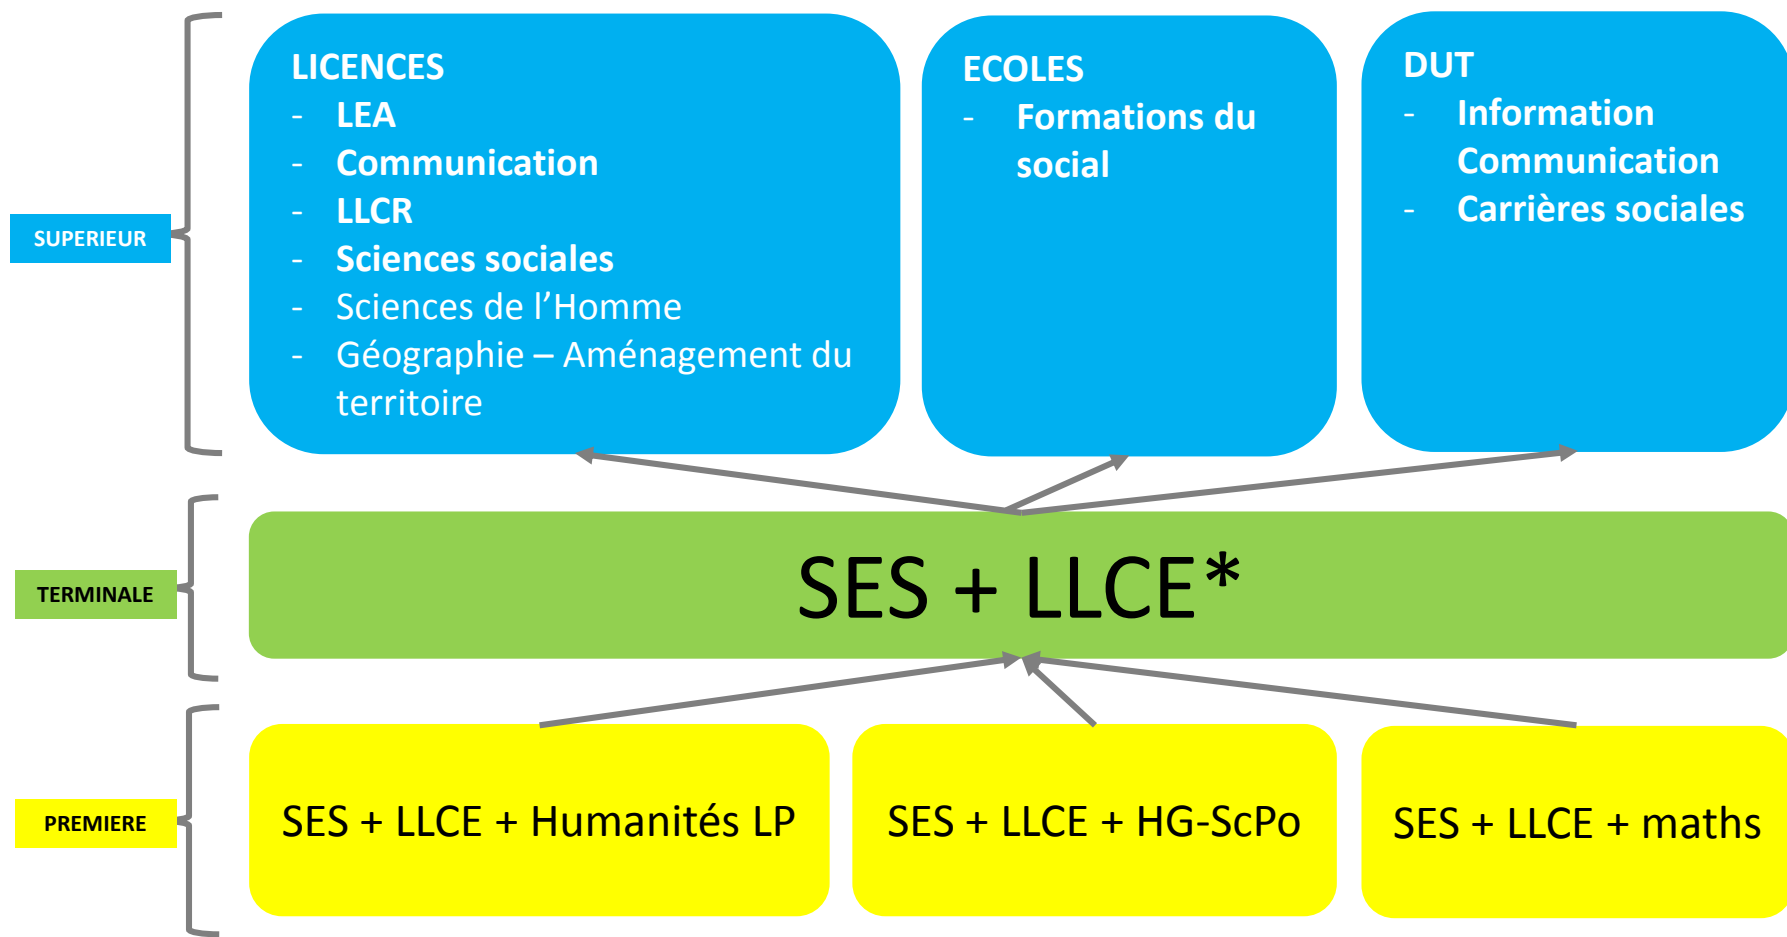 LICENCES
- LEA
- Communication
- LLCR
- Sciences sociales
- Sciences de l’Homme
- Géographie – Aménagement du
territoire
ECOLES
- Formations du
social
DUT
- Information
Communication
- Carrières sociales
SUPERIEUR
TERMINALE
SES + LLCE*
PREMIERE
SES + LLCE + Humanités LP
SES + LLCE + HG-ScPo
SES + LLCE + maths